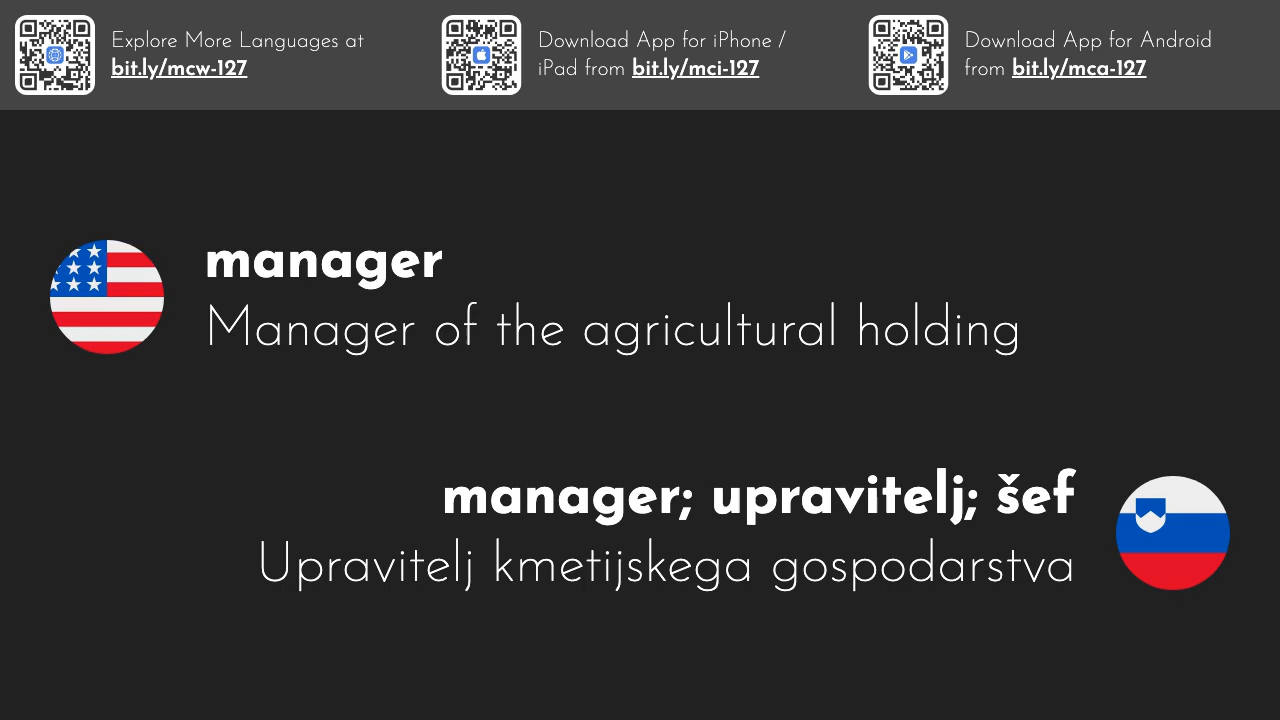 Explore More Languages at
bit.ly/mcw-127
Download App for iPhone /
iPad from bit.ly/mci-127
Download App for Android
from bit.ly/mca-127
manager
Manager of the agricultural holding
manager; upravitelj; šef
Upravitelj kmetijskega gospodarstva